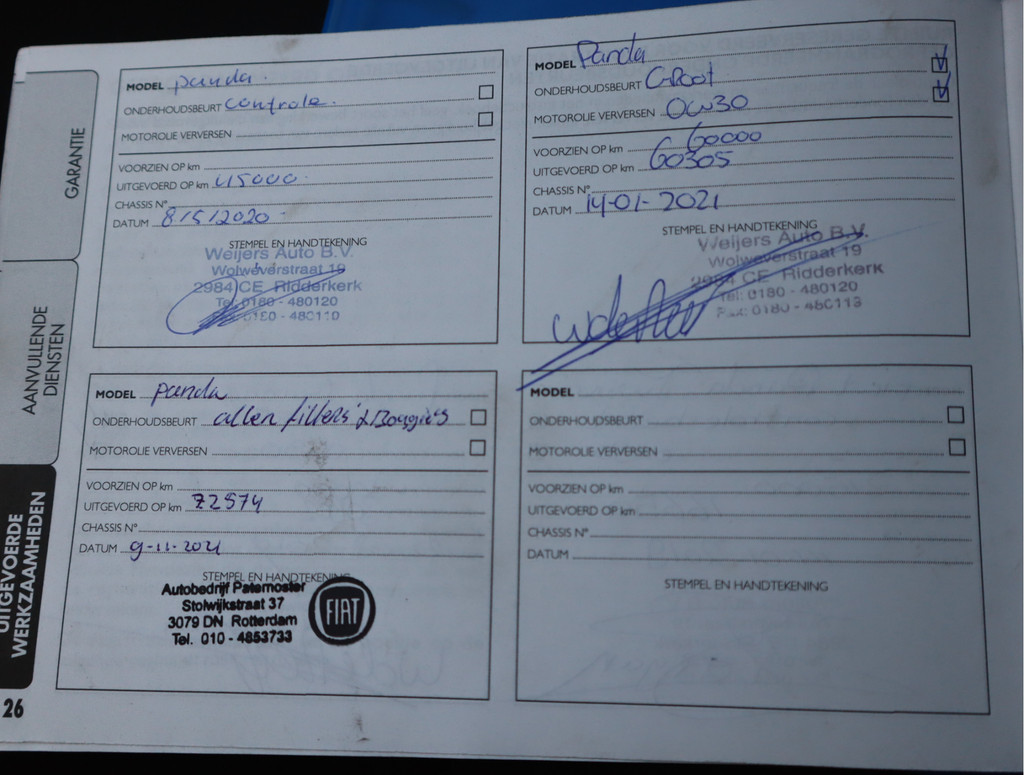 GARANTIE
AANVULLENDE
DIENSTEN
UITGEVOERDE
WERKZAAMHEDEN
26
MODEL panda.
ONDERHOUDSBEURT controle.
MOTOROLIE VERVERSEN
VOORZIEN OP km
UITGEVOERD OP km 45000.
CHASSIS N°
DATUM 8/5/2020
STEMPEL EN HANDTEKENING
Weijers Auto B.V.
Wolweverstraat 19
2984 CE Ridderkerk
Tel: 0180 - 480120
0180 - 480110
MODEL Panda
ONDERHOUDSBEURT GRoot
MOTOROLIE VERVERSEN 0W30
VOORZIEN OP km 60000
UITGEVOERD OP km 60305
CHASSIS N°
DATUM 14-01-2021
STEMPEL EN HANDTEKENING
Weijers Auto B.V.
Wolweverstraat 19
2984 CE Ridderkerk
Tel: 0180 - 480120
Fax: 0180 - 480113
MODEL panda
ONDERHOUDSBEURT allen filters & Bougie's
MOTOROLIE VERVERSEN
VOORZIEN OP km
UITGEVOERD OP km 72574
CHASSIS N°
DATUM 9-11-2021
STEMPEL EN HANDTEKENING
Autobedrijf Paternoster
Stolwijkstraat 37
3079 DN Rotterdam
Tel. 010 - 4853733
FIAT
MODEL
ONDERHOUDSBEURT
MOTOROLIE VERVERSEN
VOORZIEN OP km
UITGEVOERD OP km
CHASSIS N°
DATUM
STEMPEL EN HANDTEKENING